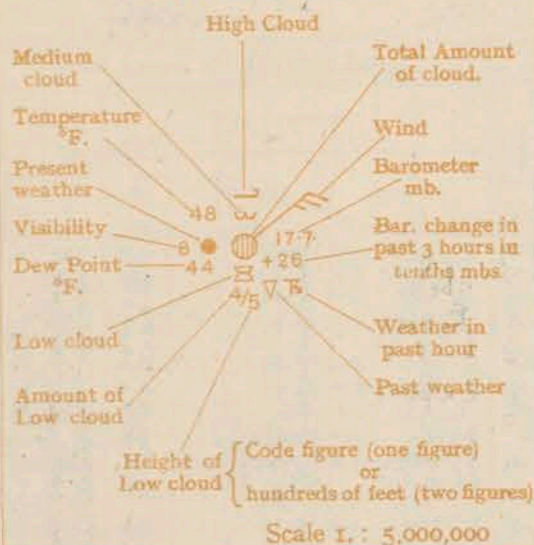 High Cloud
Medium
cloud
Total Amount
of cloud.
Temperature
°F.
Wind
Present
weather
Barometer
mb.
48
Visibility
8
17.7
Bar. change in
past 3 hours in
tenths mbs.
+26
Dew Point
°F.
44
4/5
Low cloud
Weather in
past hour
Amount of
Low cloud
Past weather
Height of
Low cloud
Code figure (one figure)
or
hundreds of feet (two figures)
Scale 1. : 5,000,000